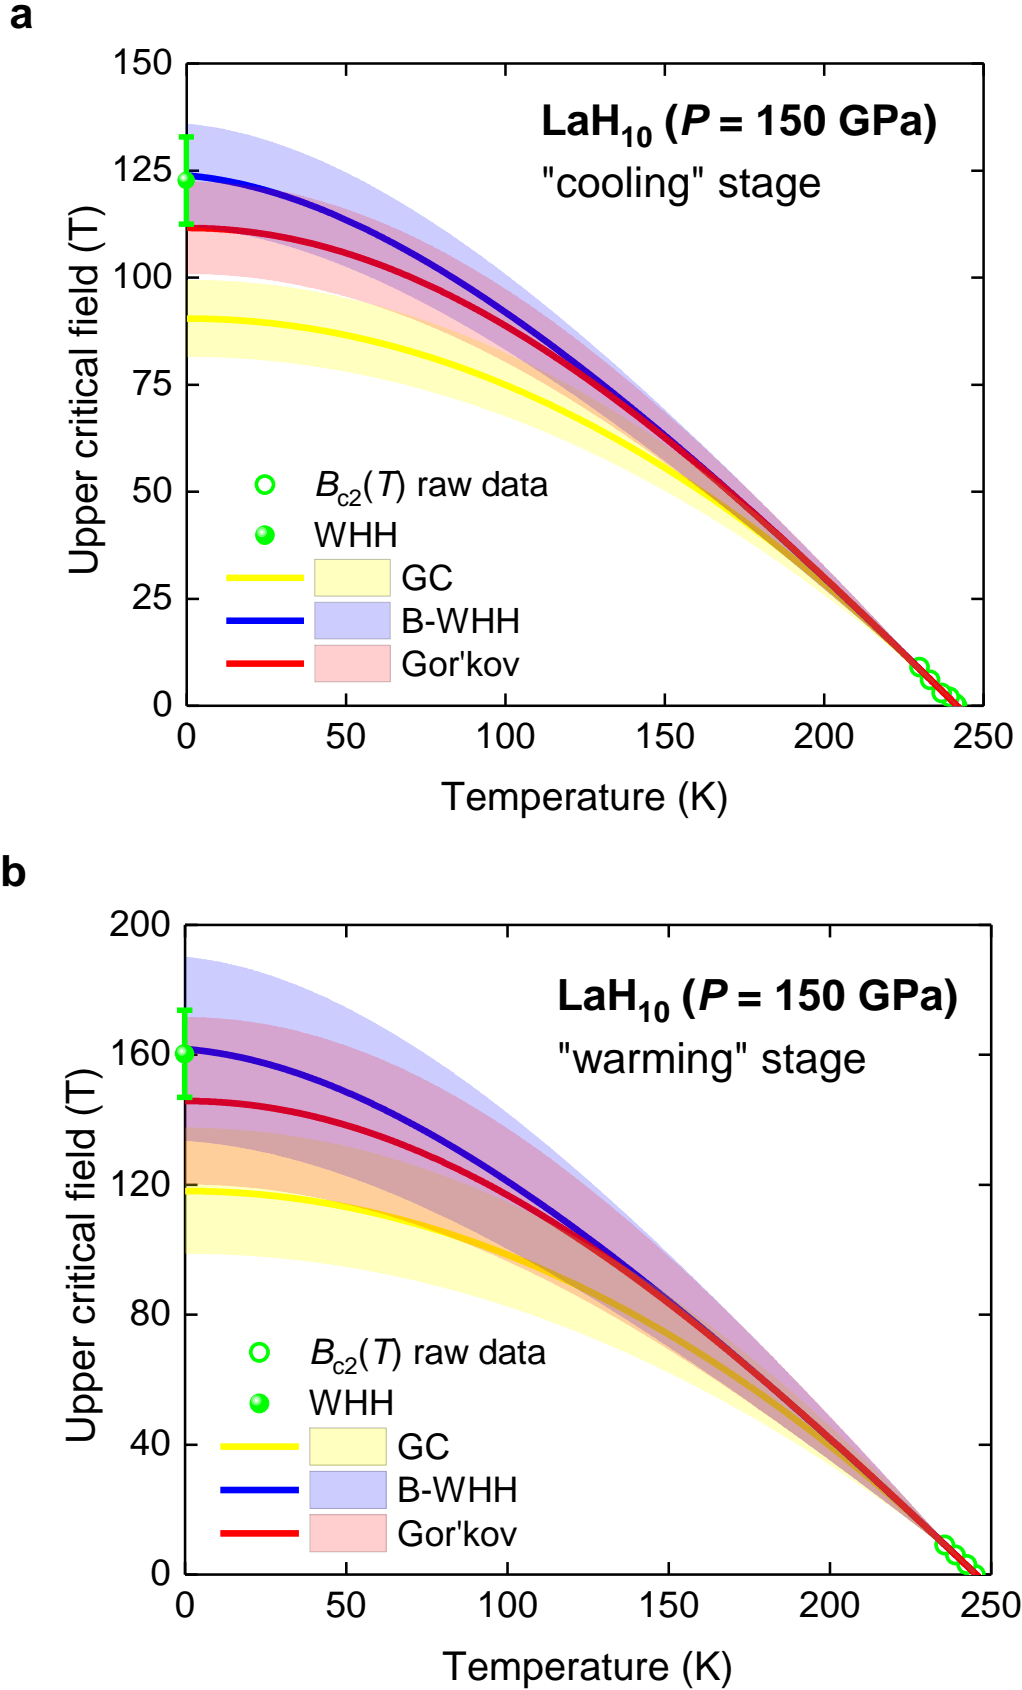 a
150
125
100
75
50
25
0
Upper critical field (T)
LaH10 (P = 150 GPa)
"cooling" stage
Bc2(T) raw data
WHH
GC
B-WHH
Gor'kov
0 50 100 150 200 250
Temperature (K)
b
200
160
120
80
40
0
Upper critical field (T)
LaH10 (P = 150 GPa)
"warming" stage
Bc2(T) raw data
WHH
GC
B-WHH
Gor'kov
0 50 100 150 200 250
Temperature (K)